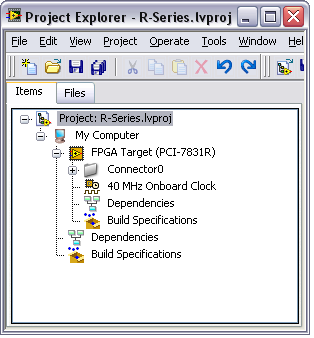 Project Explorer - R-Series.lvproj
File Edit View Project Operate Tools Window
Items Files
Project: R-Series.lvproj
My Computer
FPGA Target (PCI-7831R)
Connector0
40 MHz Onboard Clock
Dependencies
Build Specifications
Dependencies
Build Specifications